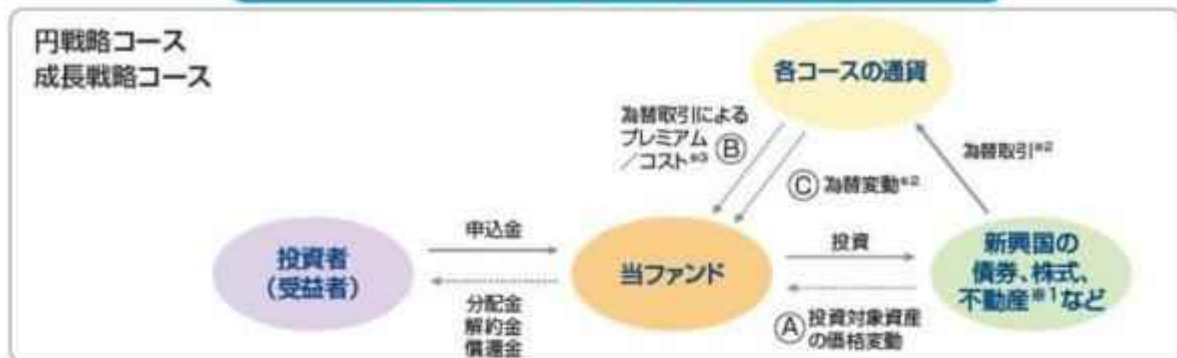 円戦略コース
成長戦略コース
各コースの通貨
為替取引による
プレミアム
／コスト※3 Ⓑ
為替取引※2
Ⓒ 為替変動※2
申込金
投資者
（受益者）
分配金
解約金
償還金
当ファンド
投資
Ⓐ 投資対象資産
の価格変動
新興国の
債券、株式、
不動産※1など